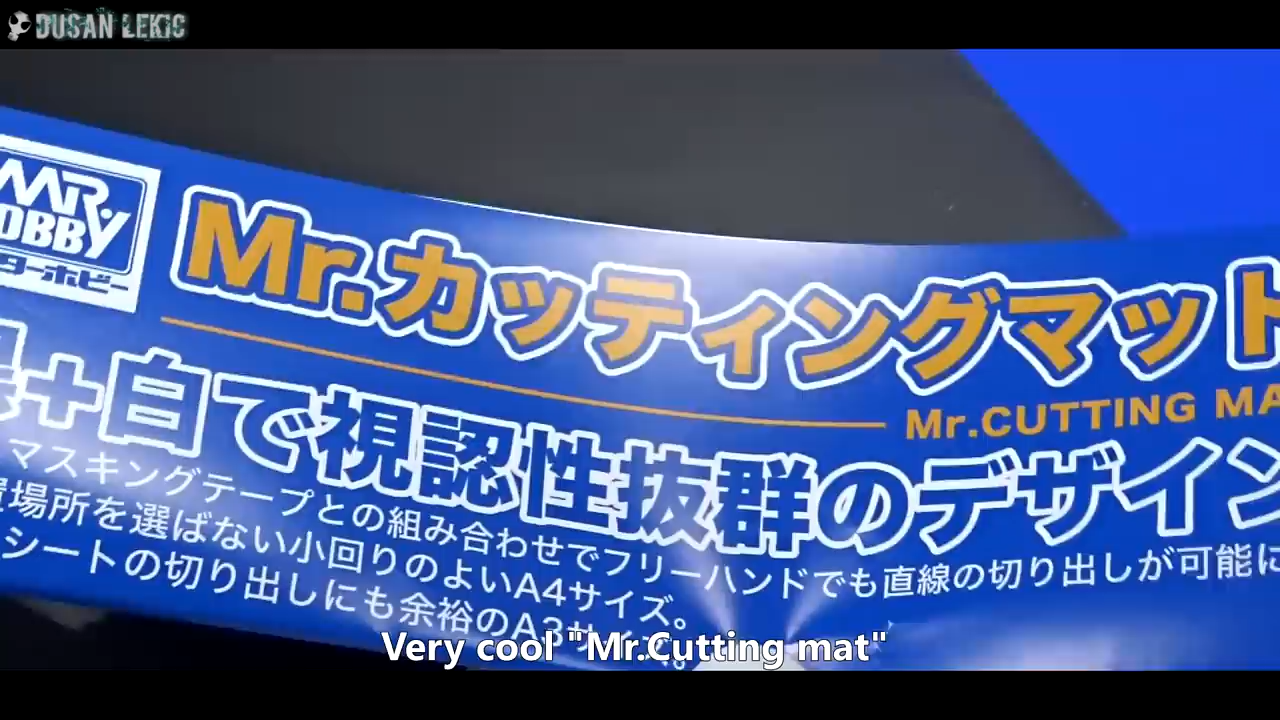 DUSAN LEKIC
MR.
HOBBY
ターホビー
Mr.カッティングマット
Mr.CUTTING MA
+白で視認性抜群のデザイン
マスキングテープとの組み合わせでフリーハンドでも直線の切り出しが可能に
置場所を選ばない小回りのよいA4サイズ。
シートの切り出しにも余裕のA3サイズ。
Very cool "Mr.Cutting mat"